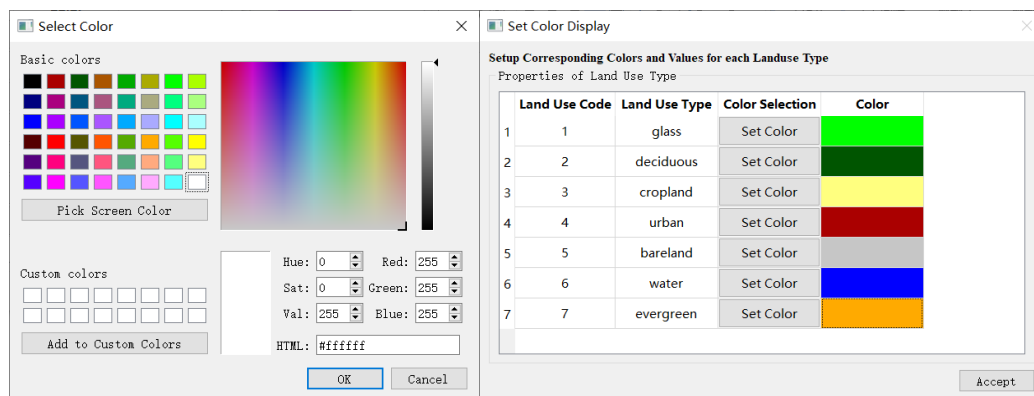 Select Color
Basic colors
Pick Screen Color
Custom colors
Add to Custom Colors
Hue: 0 Red: 255
Sat: 0 Green: 255
Val: 255 Blue: 255
HTML: #ffffff
OK Cancel
Set Color Display
Setup Corresponding Colors and Values for each Landuse Type
Properties of Land Use Type
Land Use Code Land Use Type Color Selection Color
1 1 glass Set Color
2 2 deciduous Set Color
3 3 cropland Set Color
4 4 urban Set Color
5 5 bareland Set Color
6 6 water Set Color
7 7 evergreen Set Color
Accept